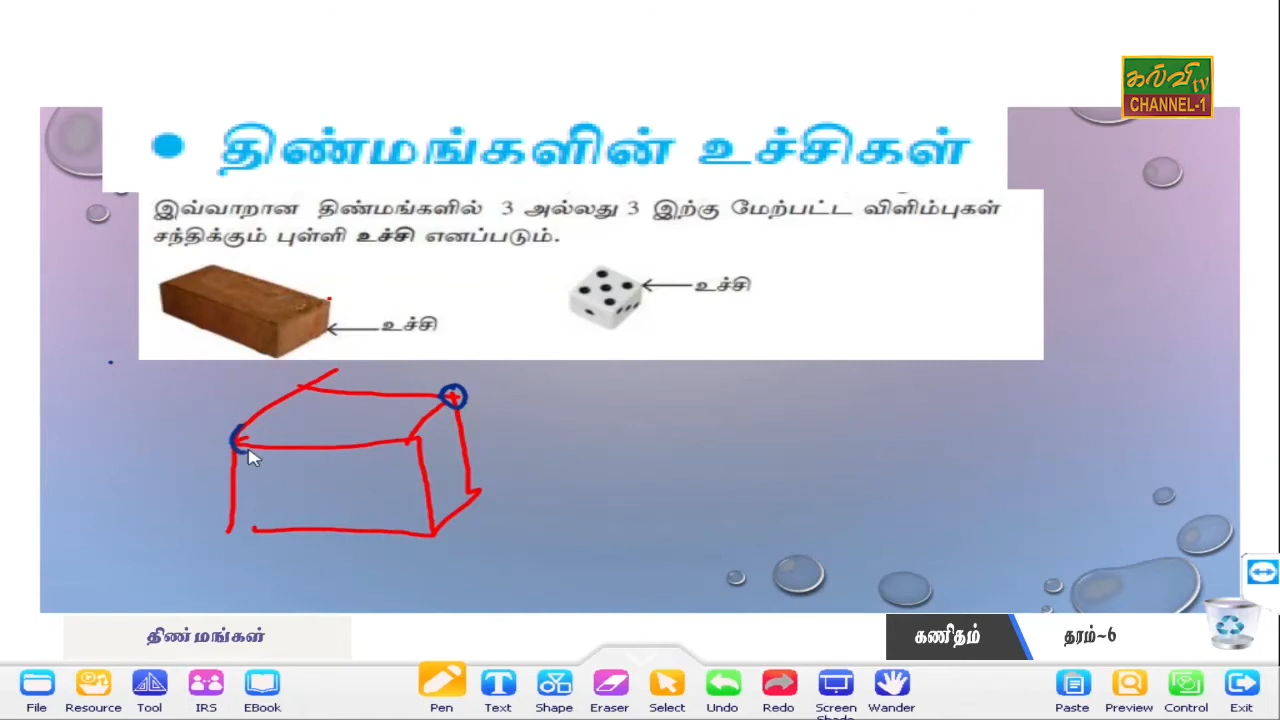 கல்வி tv
CHANNEL-1
• திண்மங்களின் உச்சிகள்
இவ்வாறான திண்மங்களில் 3 அல்லது 3 இற்கு மேற்பட்ட விளிம்புகள்
சந்திக்கும் புள்ளி உச்சி எனப்படும்.
உச்சி
உச்சி
திண்மங்கள்
கணிதம்
தரம்-6
File Resource Tool IRS EBook Pen Text Shape Eraser Select Undo Redo Screen Wander Paste Preview Control Exit